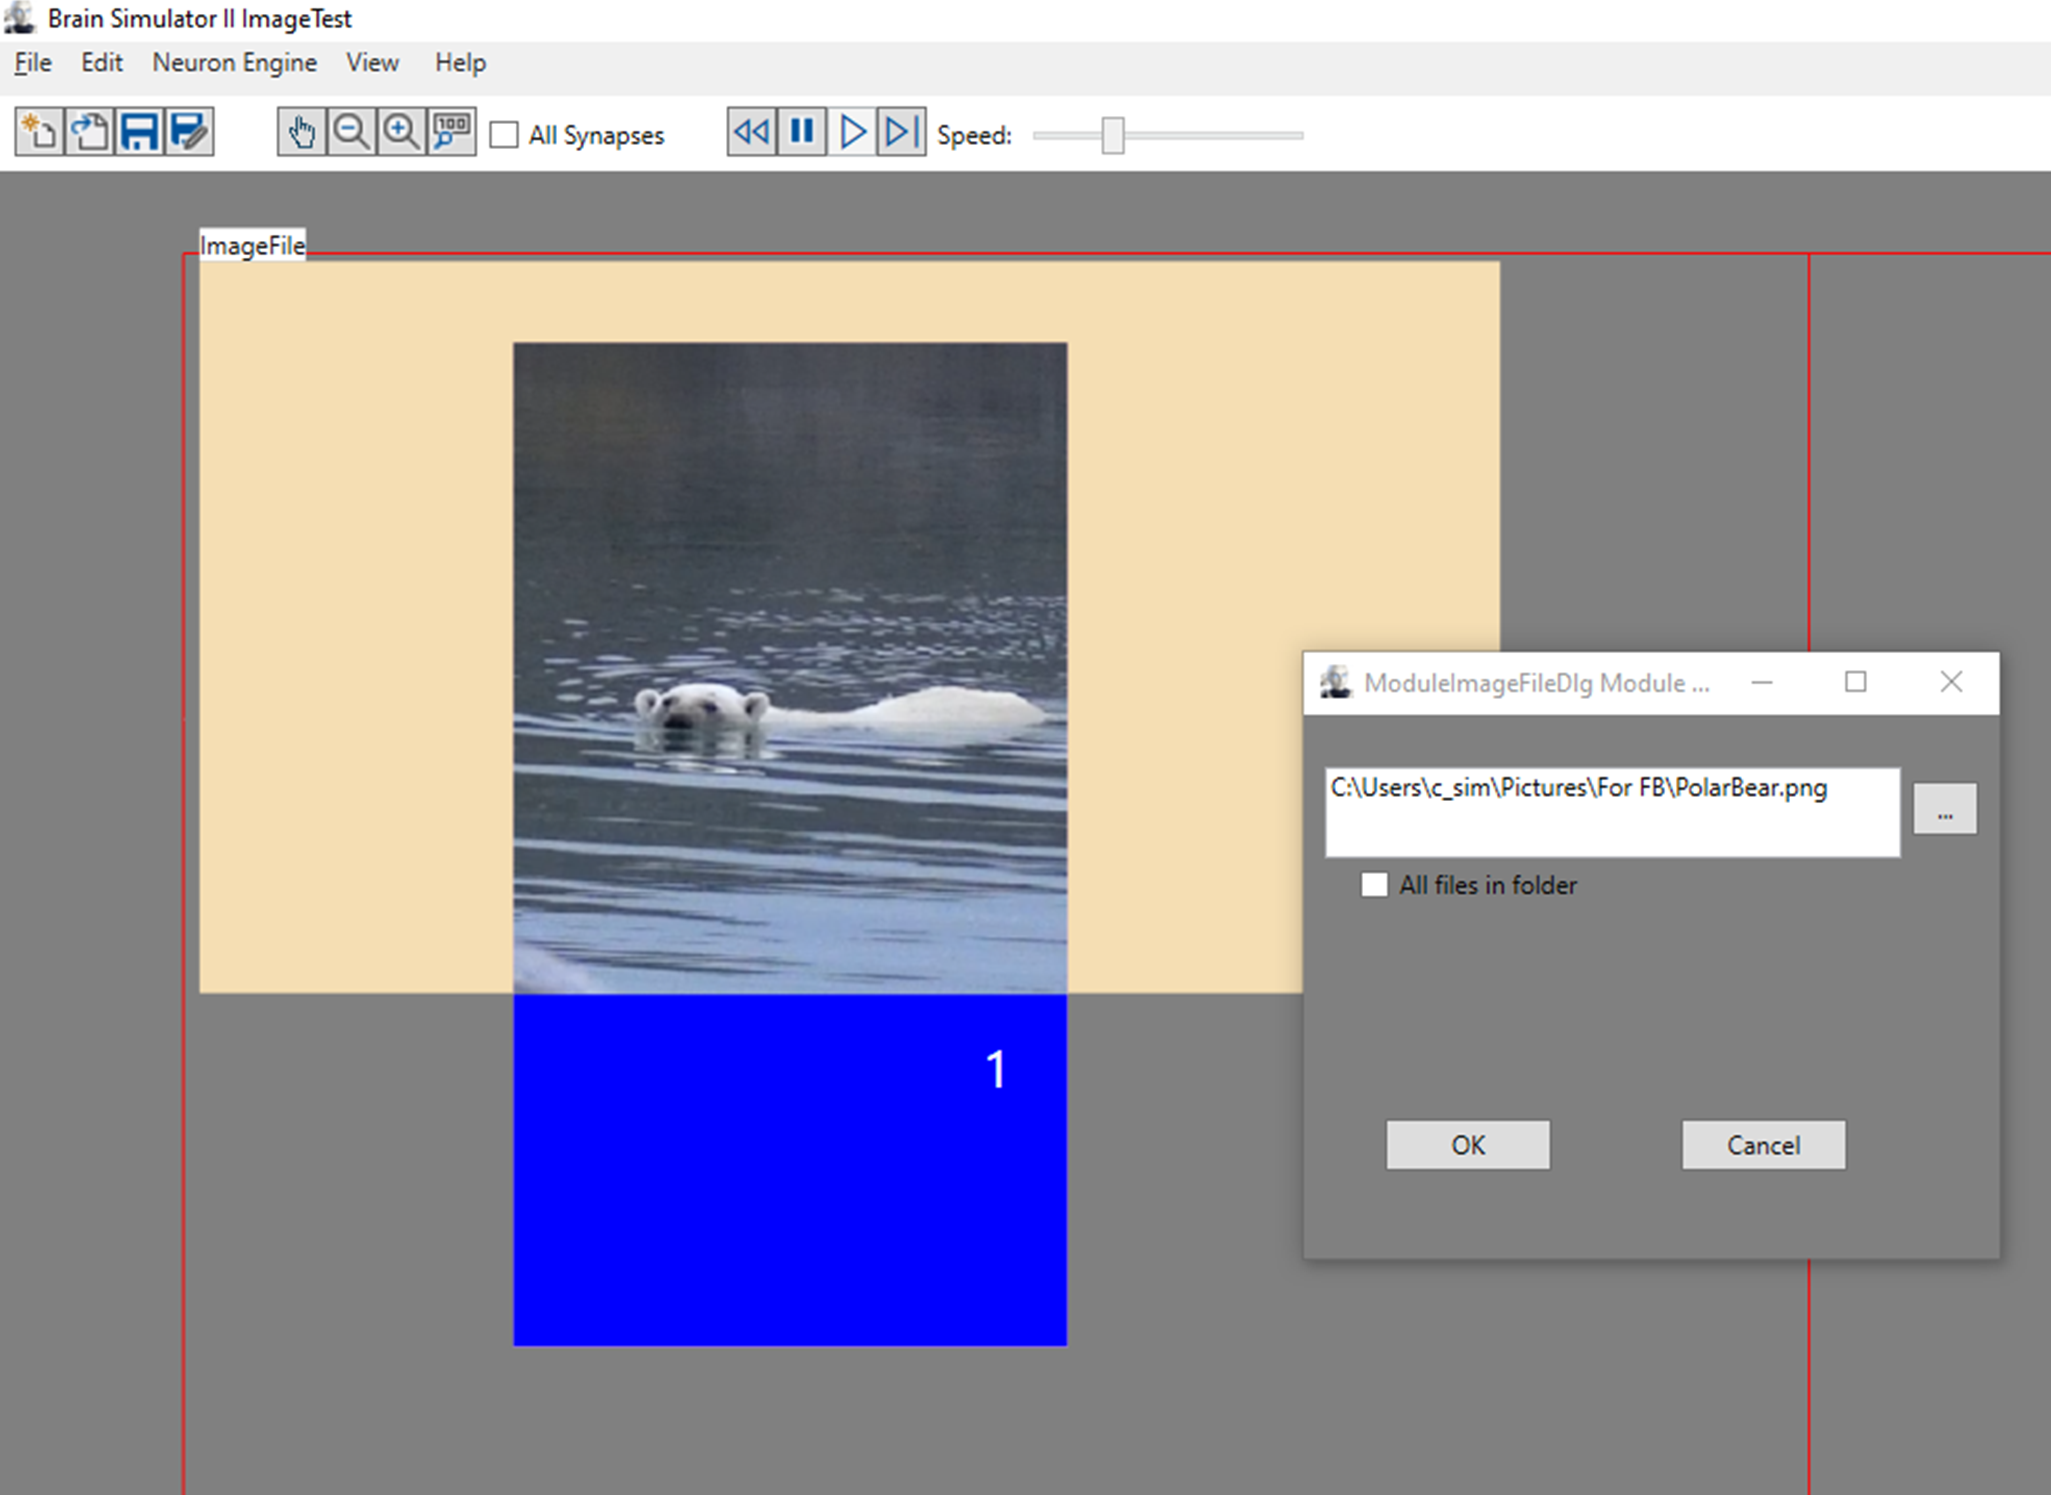 Brain Simulator II ImageTest
File Edit Neuron Engine View Help
100 All Synapses Speed:
ImageFile
ModuleImageFileDlg Module ...
C:\Users\c_sim\Pictures\For FB\PolarBear.png
...
All files in folder
1
OK Cancel